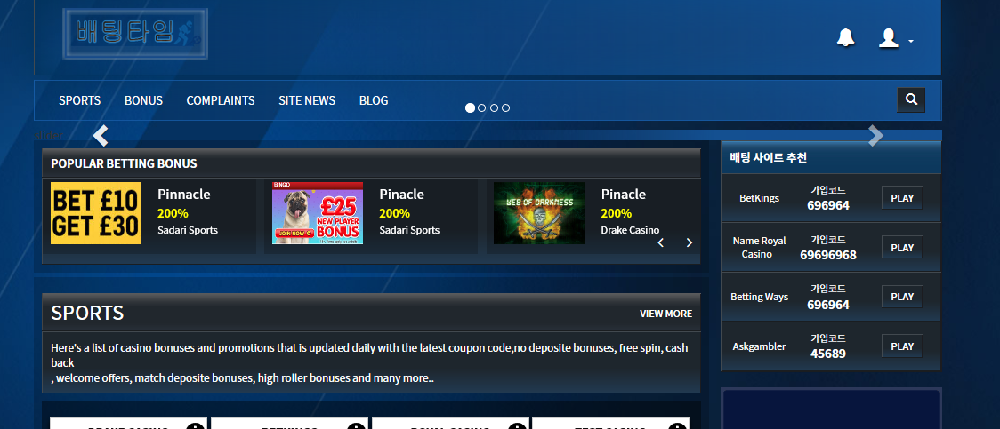 배팅타임
SPORTS
BONUS
COMPLAINTS
SITE NEWS
BLOG
POPULAR BETTING BONUS
BET £10
GET £30
Pinnacle
200%
Sadari Sports
BINGO
£25
NEW PLAYER
BONUS
JOIN NOW
Pinacle
200%
Sadari Sports
WEB OF DARKNESS
Pinacle
200%
Drake Casino
SPORTS
VIEW MORE
Here's a list of casino bonuses and promotions that is updated daily with the latest coupon code,no deposite bonuses, free spin, cash
back
, welcome offers, match deposite bonuses, high roller bonuses and many more..
배팅 사이트 추천
BetKings
가입코드
696964
PLAY
Name Royal
Casino
가입코드
69696968
PLAY
Betting Ways
가입코드
696964
PLAY
Askgambler
가입코드
45689
PLAY